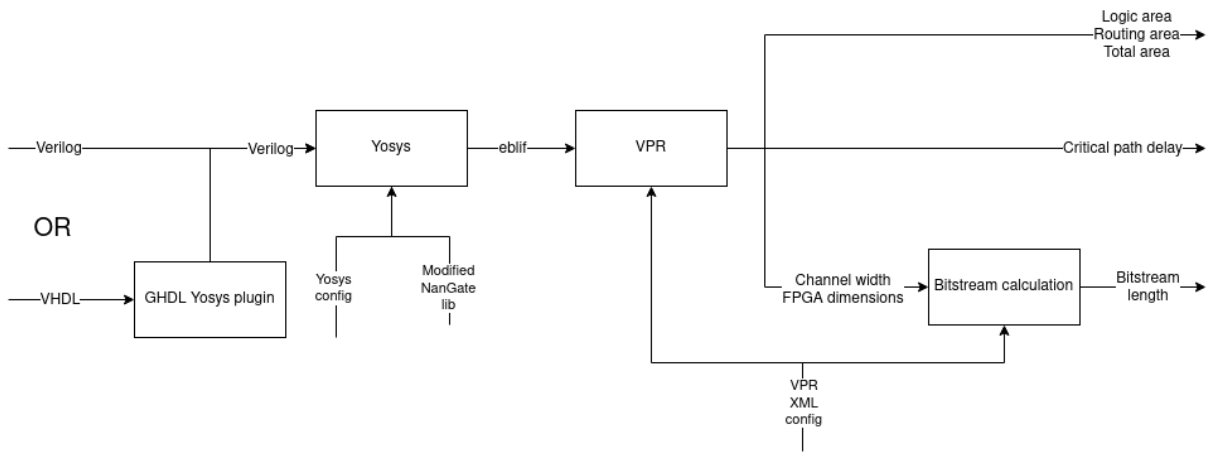 Logic area
Routing area
Total area
Verilog
Verilog
Yosys
eblif
VPR
Critical path delay
OR
VHDL
GHDL Yosys plugin
Yosys
config
Modified
NanGate
lib
Channel width
FPGA dimensions
Bitstream calculation
Bitstream
length
VPR
XML
config